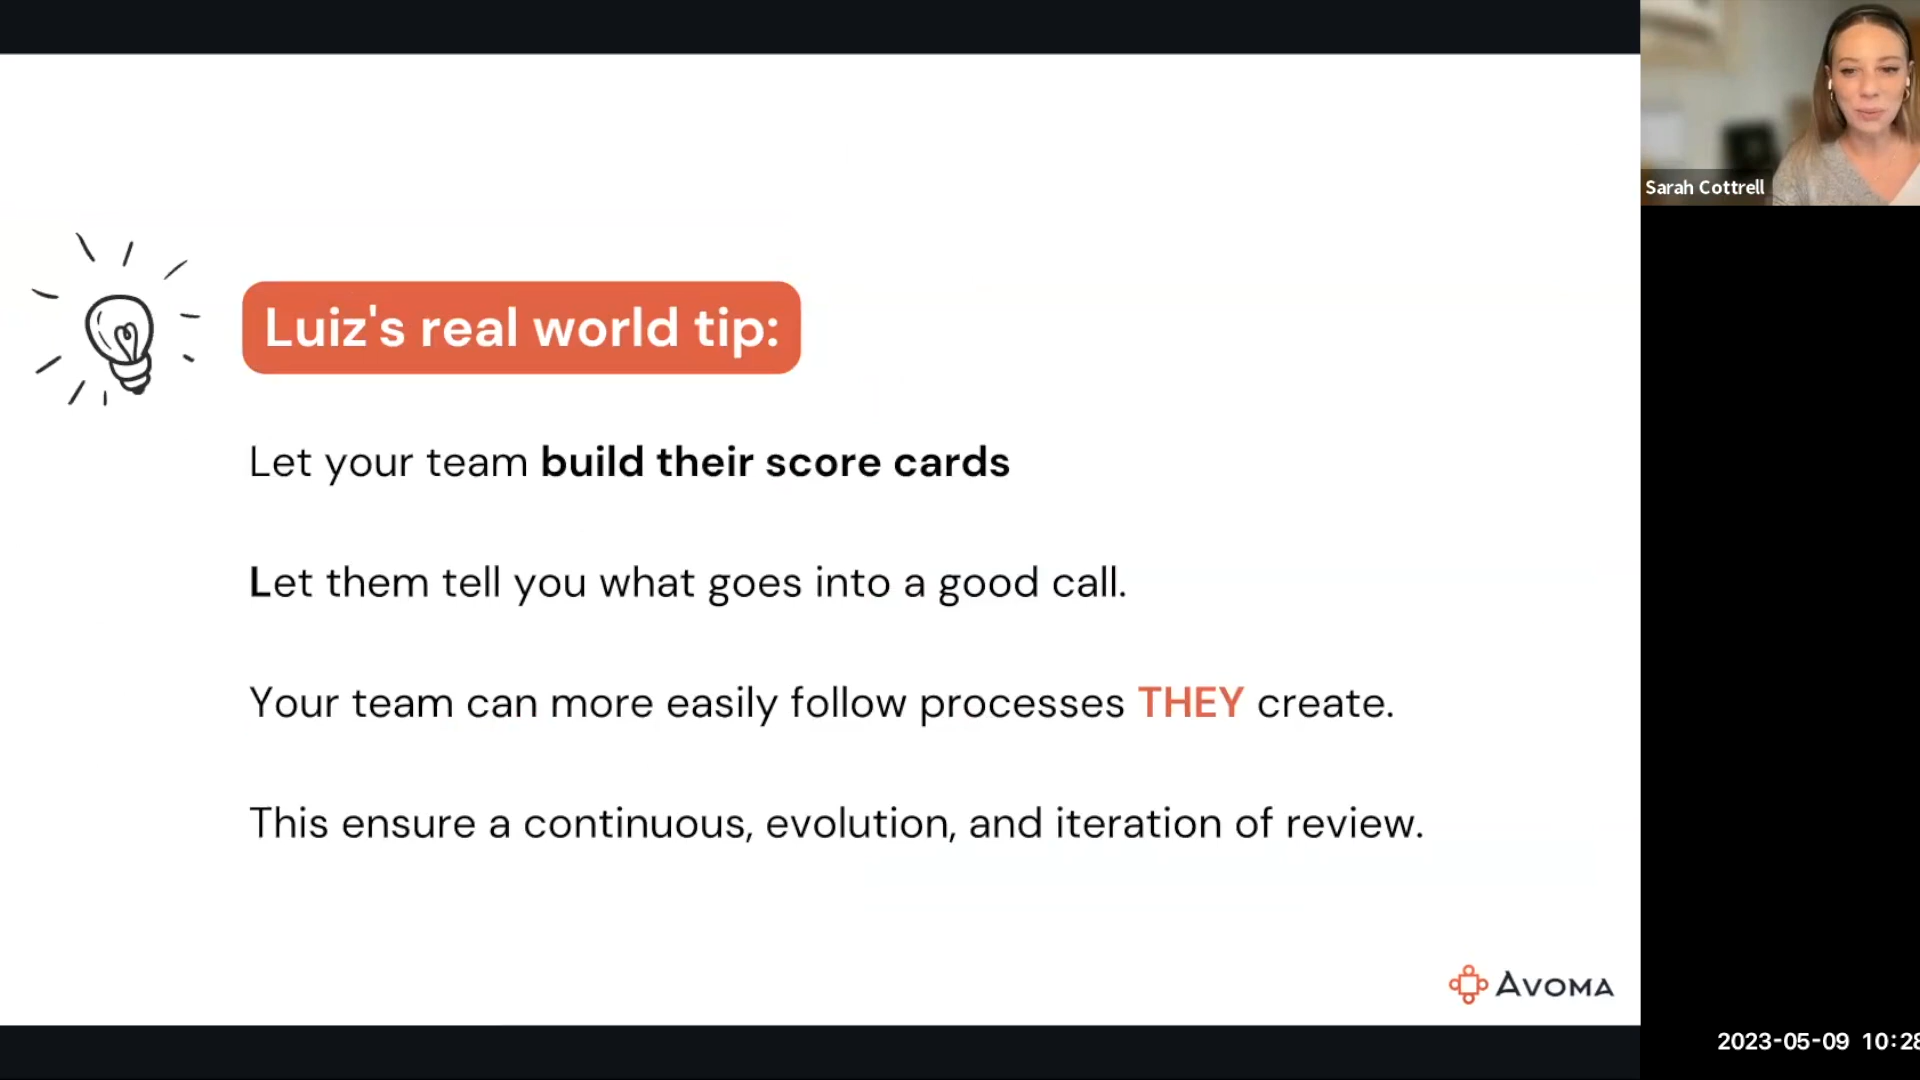 Sarah Cottrell
Luiz's real world tip:
Let your team build their score cards
Let them tell you what goes into a good call.
Your team can more easily follow processes THEY create.
This ensure a continuous, evolution, and iteration of review.
AVOMA
2023-05-09 10:28